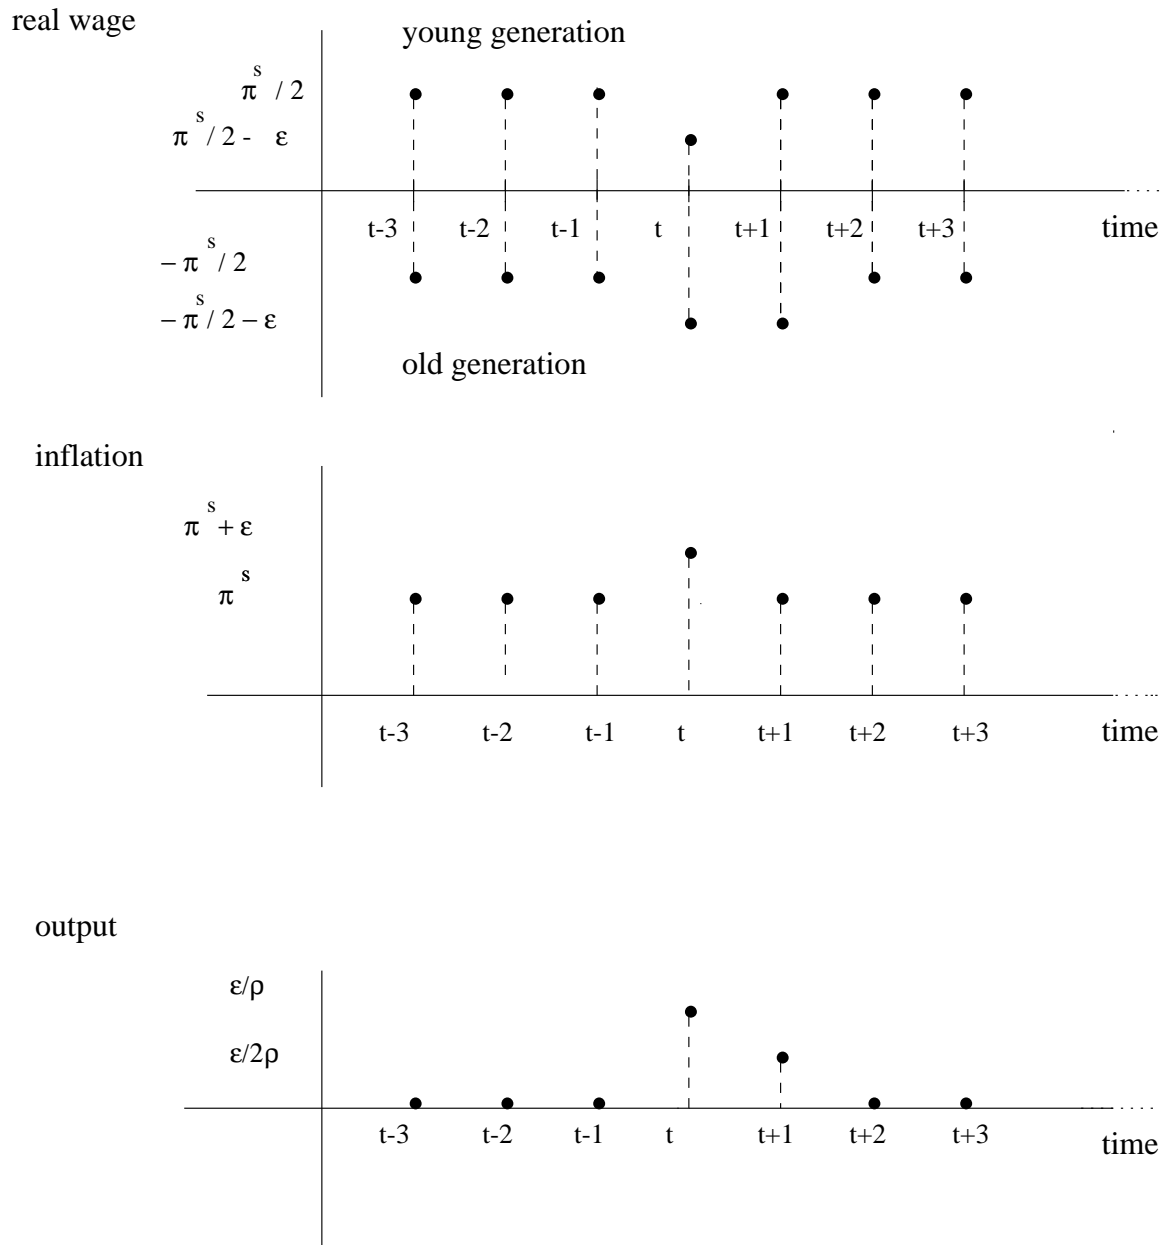 real wage
young generation
π^s / 2
π^s / 2 - ε
t-3 t-2 t-1 t t+1 t+2 t+3 time
− π^s / 2
− π^s / 2 − ε
old generation
inflation
π^s + ε
π^s
t-3 t-2 t-1 t t+1 t+2 t+3 time
output
ε/ρ
ε/2ρ
t-3 t-2 t-1 t t+1 t+2 t+3 time